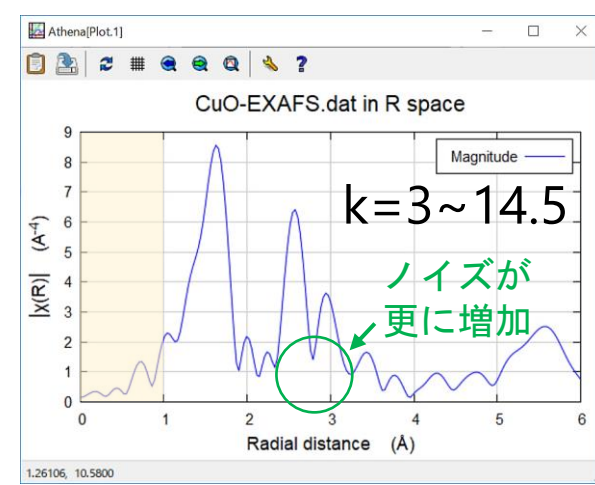 Athena[Plot.1]
CuO-EXAFS.dat in R space
Magnitude
k=3~14.5
ノイズが
更に増加
|χ(R)| (Å⁻⁴)
9
8
7
6
5
4
3
2
1
0
0 1 2 3 4 5 6
Radial distance (Å)
1.26106, 10.5800